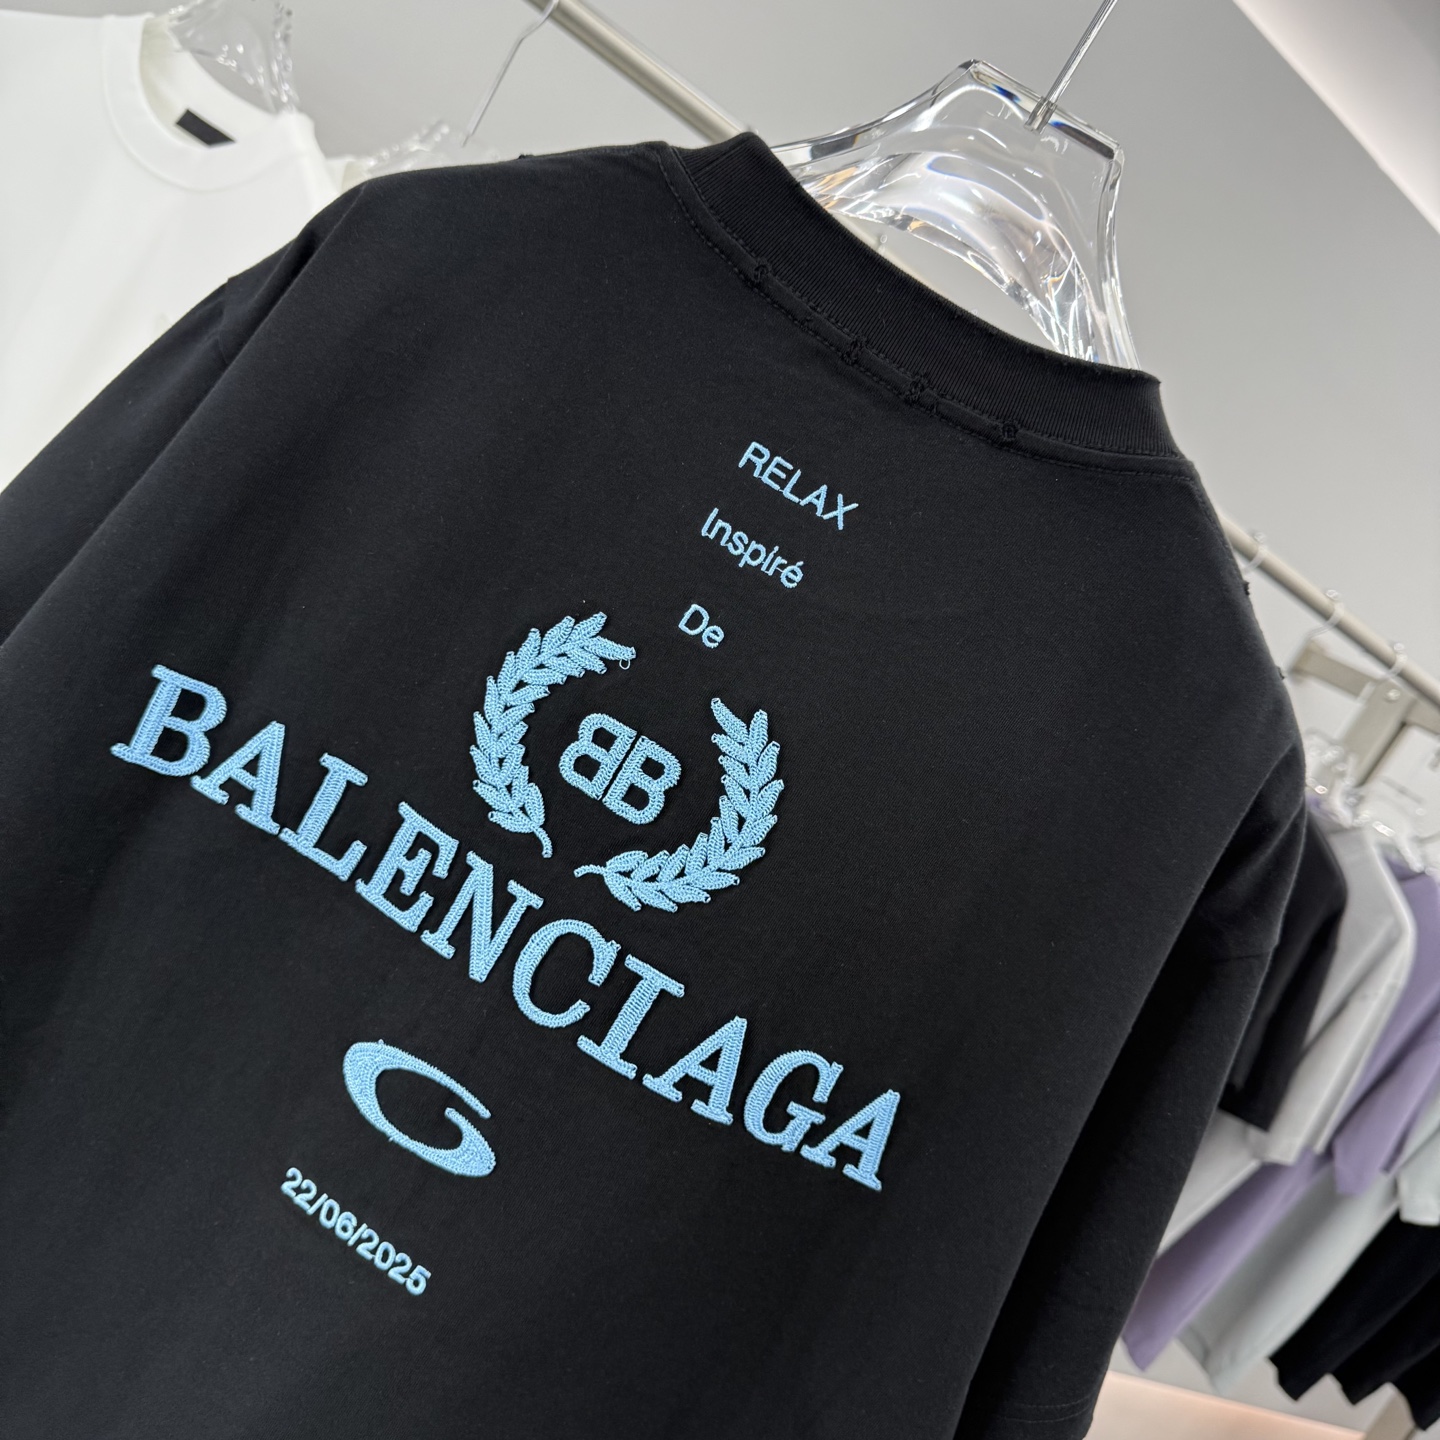 RELAX
Inspiré
De
BB
BALENCIAGA
22/06/2025